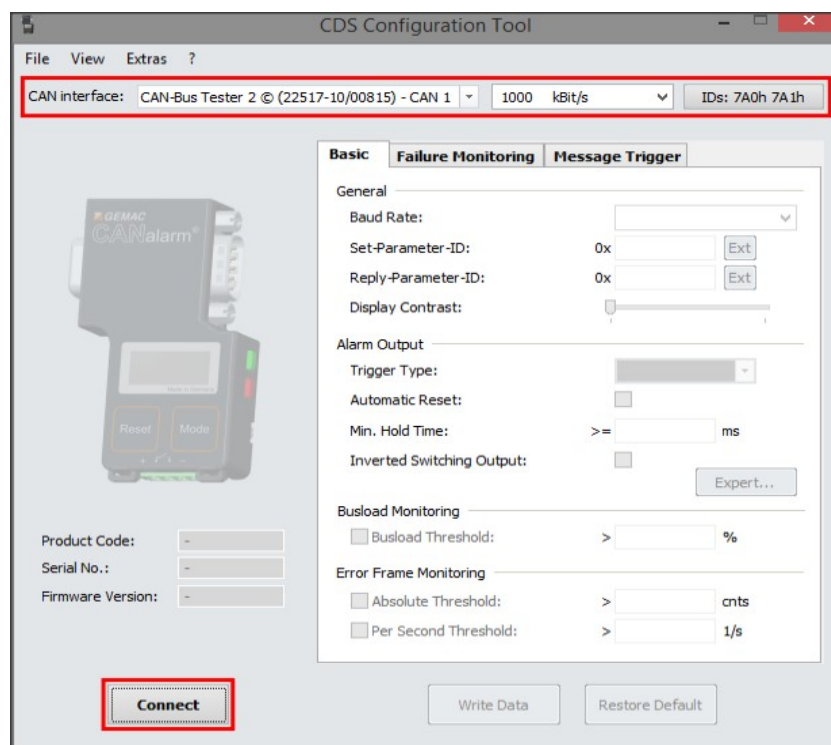 CDS Configuration Tool
File View Extras ?
CAN interface: CAN-Bus Tester 2 © (22517-10/00815) - CAN 1 1000 kBit/s IDs: 7A0h 7A1h
Basic Failure Monitoring Message Trigger
General
Baud Rate:
Set-Parameter-ID: 0x Ext
Reply-Parameter-ID: 0x Ext
Display Contrast:
Alarm Output
Trigger Type:
Automatic Reset:
Min. Hold Time: >= ms
Inverted Switching Output:
Expert...
Busload Monitoring
Busload Threshold: > %
Error Frame Monitoring
Absolute Threshold: > cnts
Per Second Threshold: > 1/s
GEMAC
CANalarm®
Reset Mode
Product Code: -
Serial No.: -
Firmware Version: -
Connect Write Data Restore Default